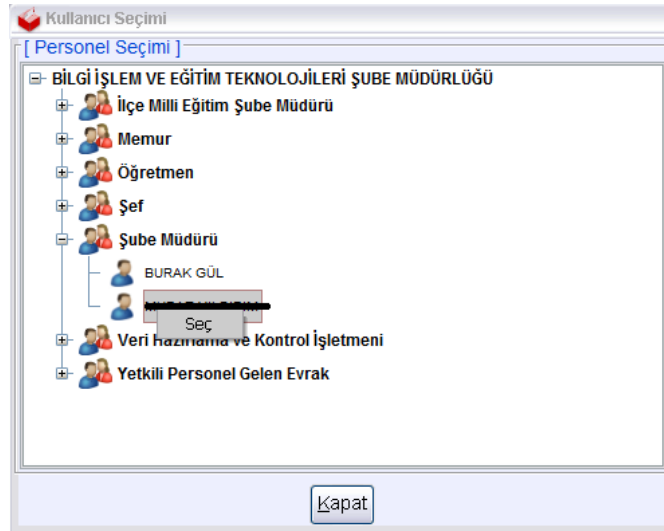 Kullanıcı Seçimi
[ Personel Seçimi ]
BİLGİ İŞLEM VE EĞİTİM TEKNOLOJİLERİ ŞUBE MÜDÜRLÜĞÜ
İlçe Milli Eğitim Şube Müdürü
Memur
Öğretmen
Şef
Şube Müdürü
BURAK GÜL
Seç
Veri Hazırlama ve Kontrol İşletmeni
Yetkili Personel Gelen Evrak
Kapat